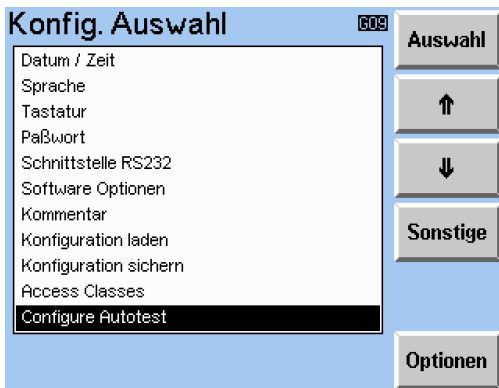 Konfig. Auswahl G09
Datum / Zeit
Sprache
Tastatur
Paßwort
Schnittstelle RS232
Software Optionen
Kommentar
Konfiguration laden
Konfiguration sichern
Access Classes
Configure Autotest
Auswahl
⇑
⇓
Sonstige
Optionen